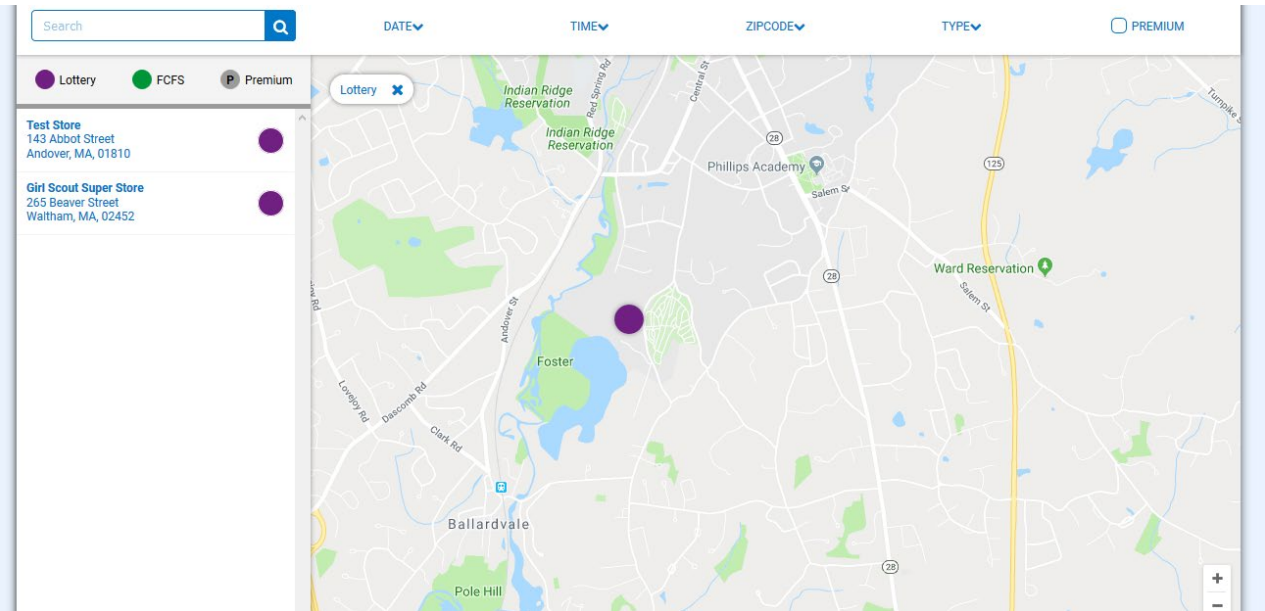 Search
DATE
TIME
ZIPCODE
TYPE
PREMIUM
Lottery
FCFS
P Premium
Test Store
143 Abbot Street
Andover, MA, 01810
Girl Scout Super Store
265 Beaver Street
Waltham, MA, 02452
Lottery
Indian Ridge
Reservation
Red Spring Rd
Central St
Indian Ridge
Reservation
28
Phillips Academy
125
Turnpike
Salem St
28
Ward Reservation
Salem St
Andover St
Foster
Lovejoy Rd
Dascomb Rd
Clark Rd
Ballardvale
28
Pole Hill
+
−